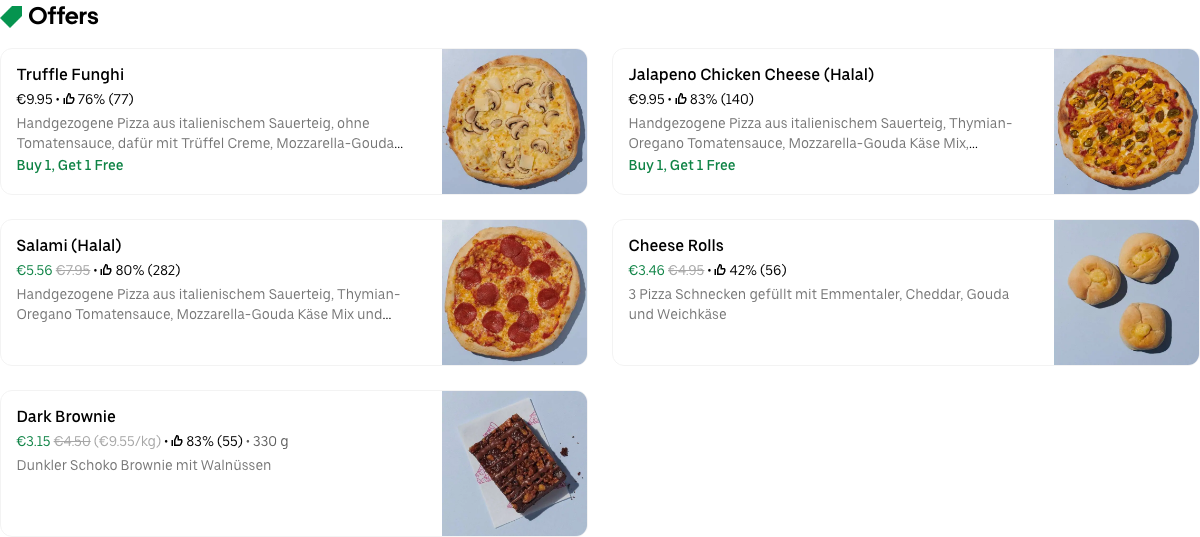 Offers
Truffle Funghi
€9.95 • 76% (77)
Handgezogene Pizza aus italienischem Sauerteig, ohne
Tomatensauce, dafür mit Trüffel Creme, Mozzarella-Gouda...
Buy 1, Get 1 Free
Jalapeno Chicken Cheese (Halal)
€9.95 • 83% (140)
Handgezogene Pizza aus italienischem Sauerteig, Thymian-
Oregano Tomatensauce, Mozzarella-Gouda Käse Mix,...
Buy 1, Get 1 Free
Salami (Halal)
€5.56 €7.95 • 80% (282)
Handgezogene Pizza aus italienischem Sauerteig, Thymian-
Oregano Tomatensauce, Mozzarella-Gouda Käse Mix und...
Cheese Rolls
€3.46 €4.95 • 42% (56)
3 Pizza Schnecken gefüllt mit Emmentaler, Cheddar, Gouda
und Weichkäse
Dark Brownie
€3.15 €4.50 (€9.55/kg) • 83% (55) • 330 g
Dunkler Schoko Brownie mit Walnüssen